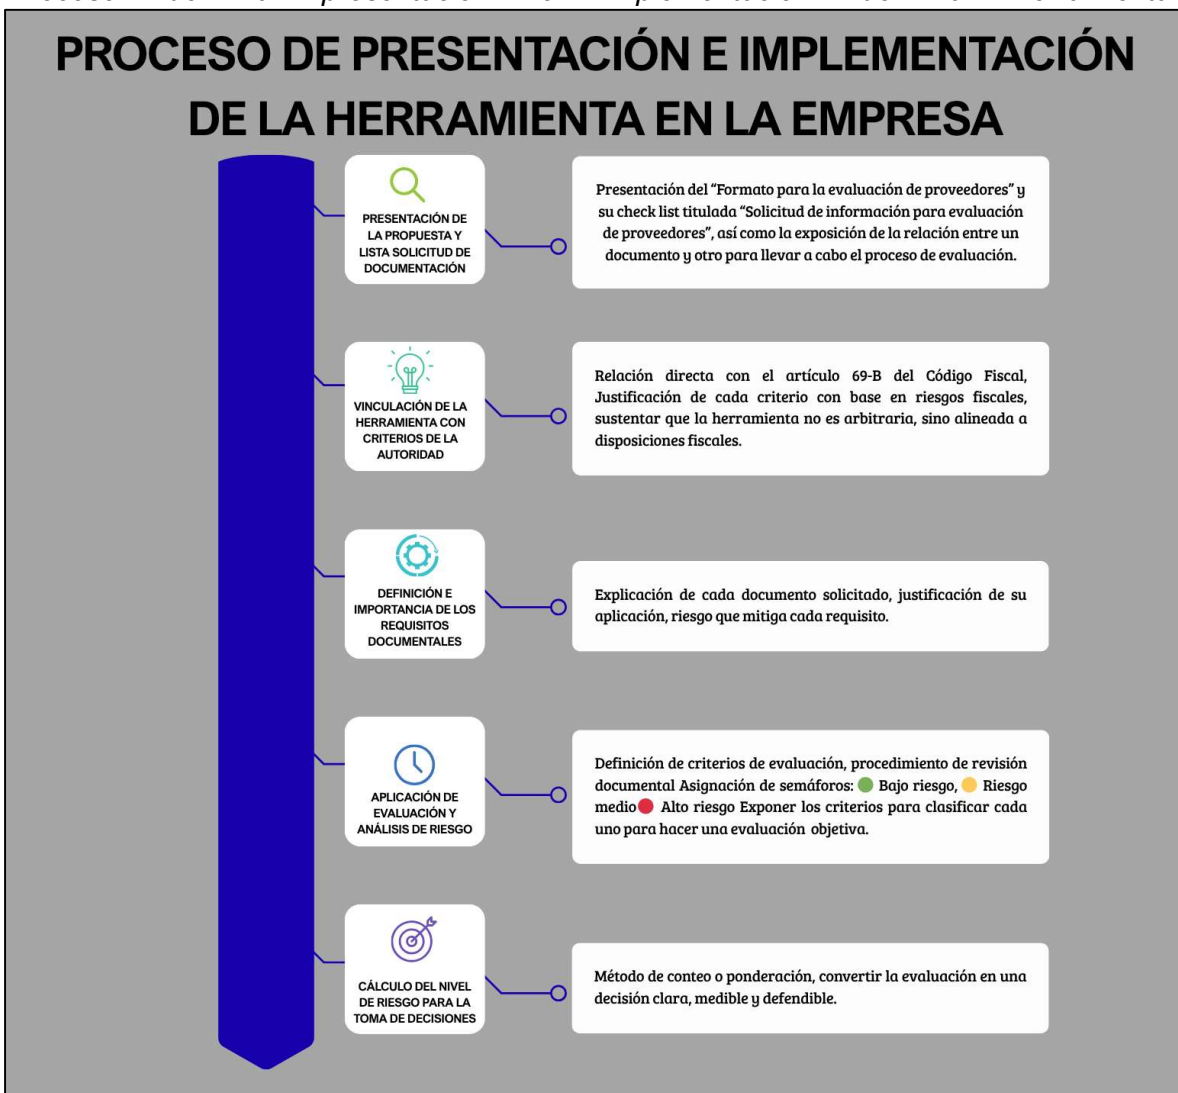 PROCESO DE PRESENTACIÓN E IMPLEMENTACIÓN
DE LA HERRAMIENTA EN LA EMPRESA
PRESENTACIÓN DE
LA PROPUESTA Y
LISTA SOLICITUD DE
DOCUMENTACIÓN
Presentación del “Formato para la evaluación de proveedores” y
su check list titulada “Solicitud de información para evaluación
de proveedores”, así como la exposición de la relación entre un
documento y otro para llevar a cabo el proceso de evaluación.
VINCULACIÓN DE LA
HERRAMIENTA CON
CRITERIOS DE LA
AUTORIDAD
Relación directa con el artículo 69-B del Código Fiscal,
Justificación de cada criterio con base en riesgos fiscales,
sustentar que la herramienta no es arbitraria, sino alineada a
disposiciones fiscales.
DEFINICIÓN E
IMPORTANCIA DE LOS
REQUISITOS
DOCUMENTALES
Explicación de cada documento solicitado, justificación de su
aplicación, riesgo que mitiga cada requisito.
APLICACIÓN DE
EVALUACIÓN Y
ANÁLISIS DE RIESGO
Definición de criterios de evaluación, procedimiento de revisión
documental Asignación de semáforos: Bajo riesgo, Riesgo
medio Alto riesgo Exponer los criterios para clasificar cada
uno para hacer una evaluación objetiva.
CÁLCULO DEL NIVEL
DE RIESGO PARA LA
TOMA DE DECISIONES
Método de conteo o ponderación, convertir la evaluación en una
decisión clara, medible y defendible.